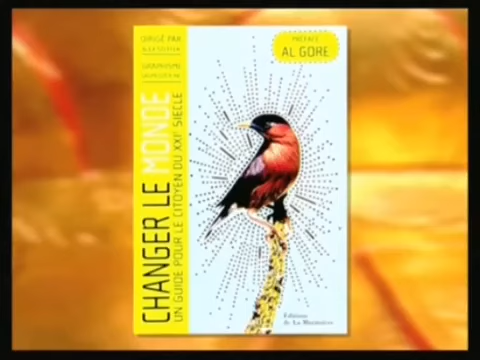 DIRIGÉ PAR
GRAPHISME
CHANGER LE MONDE
UN GUIDE POUR LE CITOYEN DU XXIᵉ SIÈCLE
PRÉFACE
AL GORE
Éditions
de La Martinière